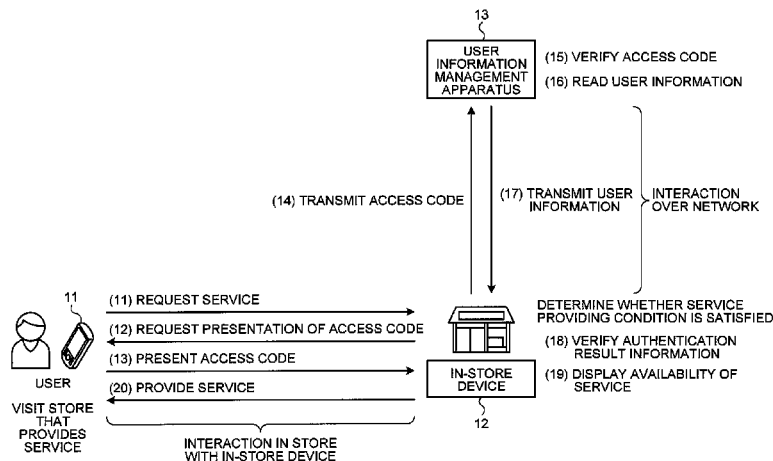 13
USER
INFORMATION
MANAGEMENT
APPARATUS
(15) VERIFY ACCESS CODE
(16) READ USER INFORMATION
(14) TRANSMIT ACCESS CODE
(17) TRANSMIT USER
INFORMATION
INTERACTION
OVER NETWORK
11
(11) REQUEST SERVICE
(12) REQUEST PRESENTATION OF ACCESS CODE
(13) PRESENT ACCESS CODE
(20) PROVIDE SERVICE
USER
VISIT STORE
THAT
PROVIDES
SERVICE
INTERACTION IN STORE
WITH IN-STORE DEVICE
IN-STORE
DEVICE
12
DETERMINE WHETHER SERVICE
PROVIDING CONDITION IS SATISFIED
(18) VERIFY AUTHENTICATION
RESULT INFORMATION
(19) DISPLAY AVAILABILITY OF
SERVICE